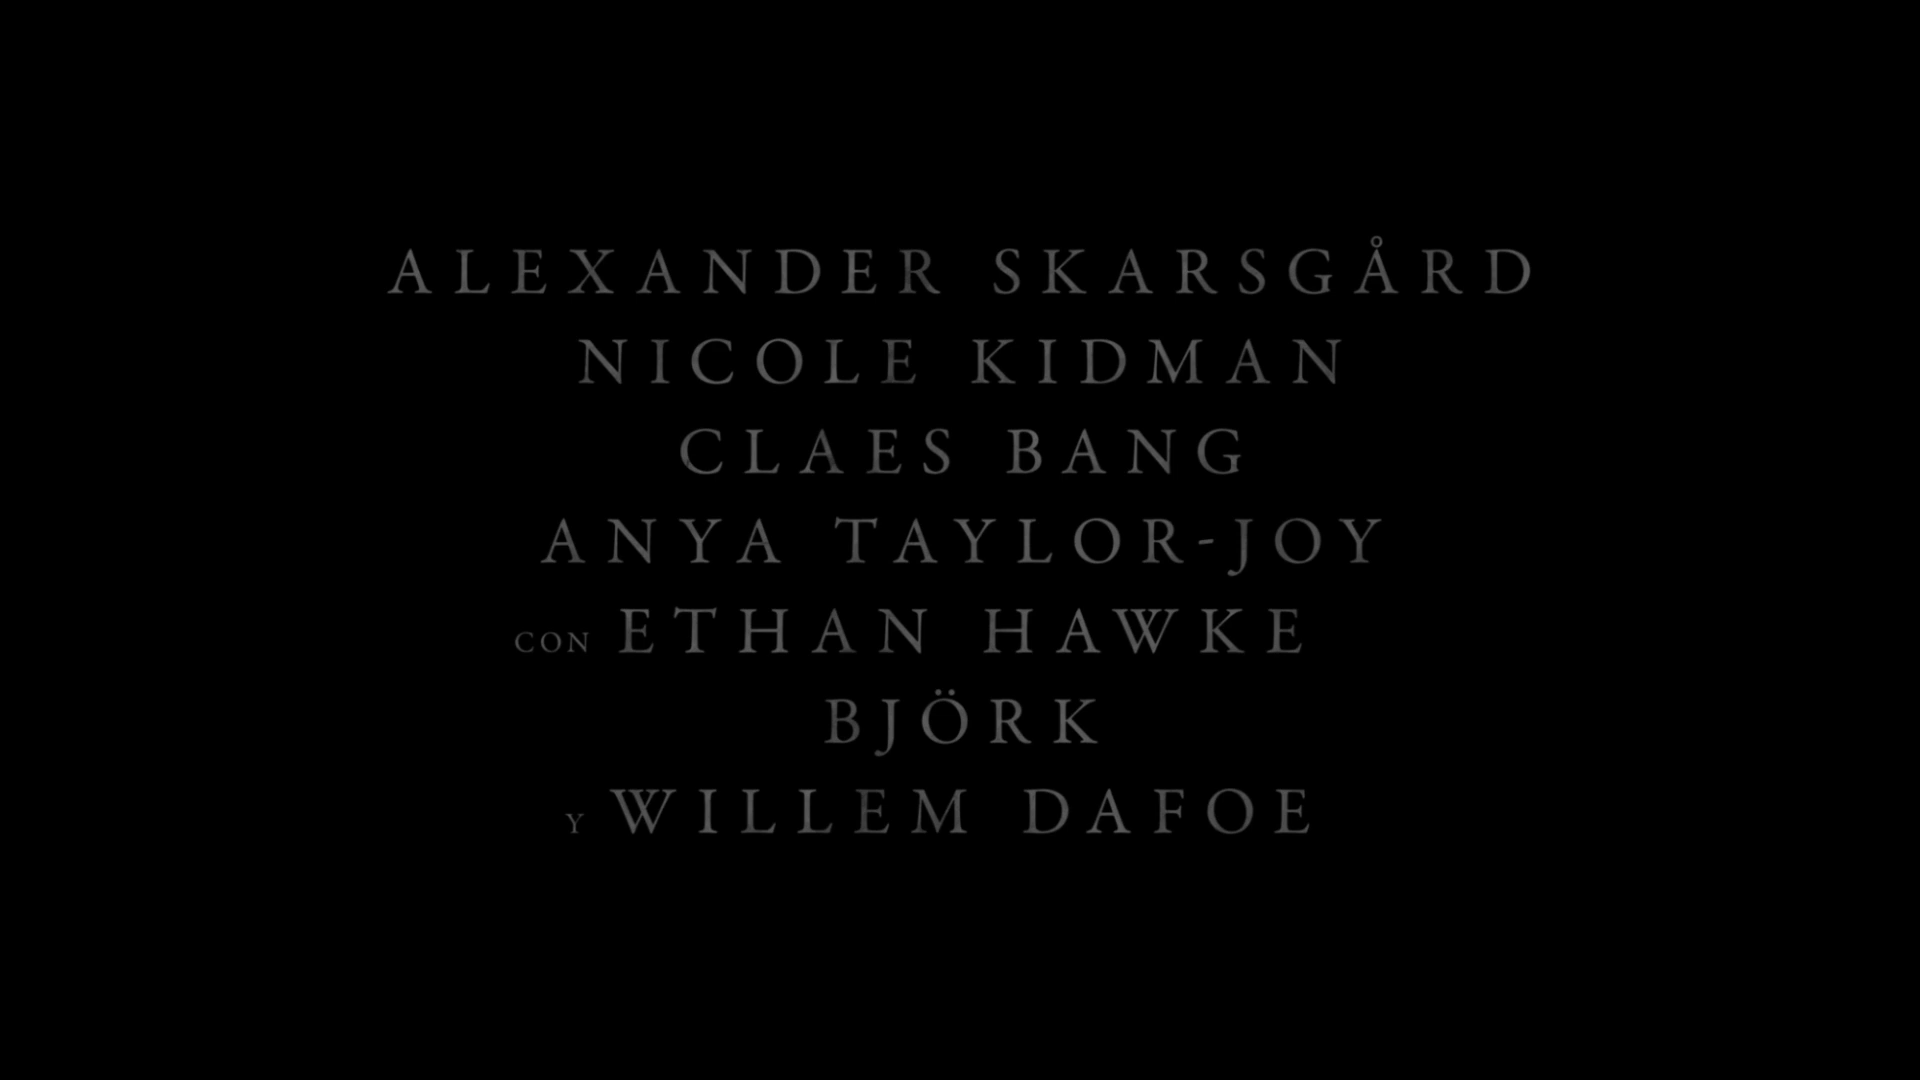 ALEXANDER SKARSGÅRD
NICOLE KIDMAN
CLAES BANG
ANYA TAYLOR-JOY
CON ETHAN HAWKE
BJÖRK
Y WILLEM DAFOE